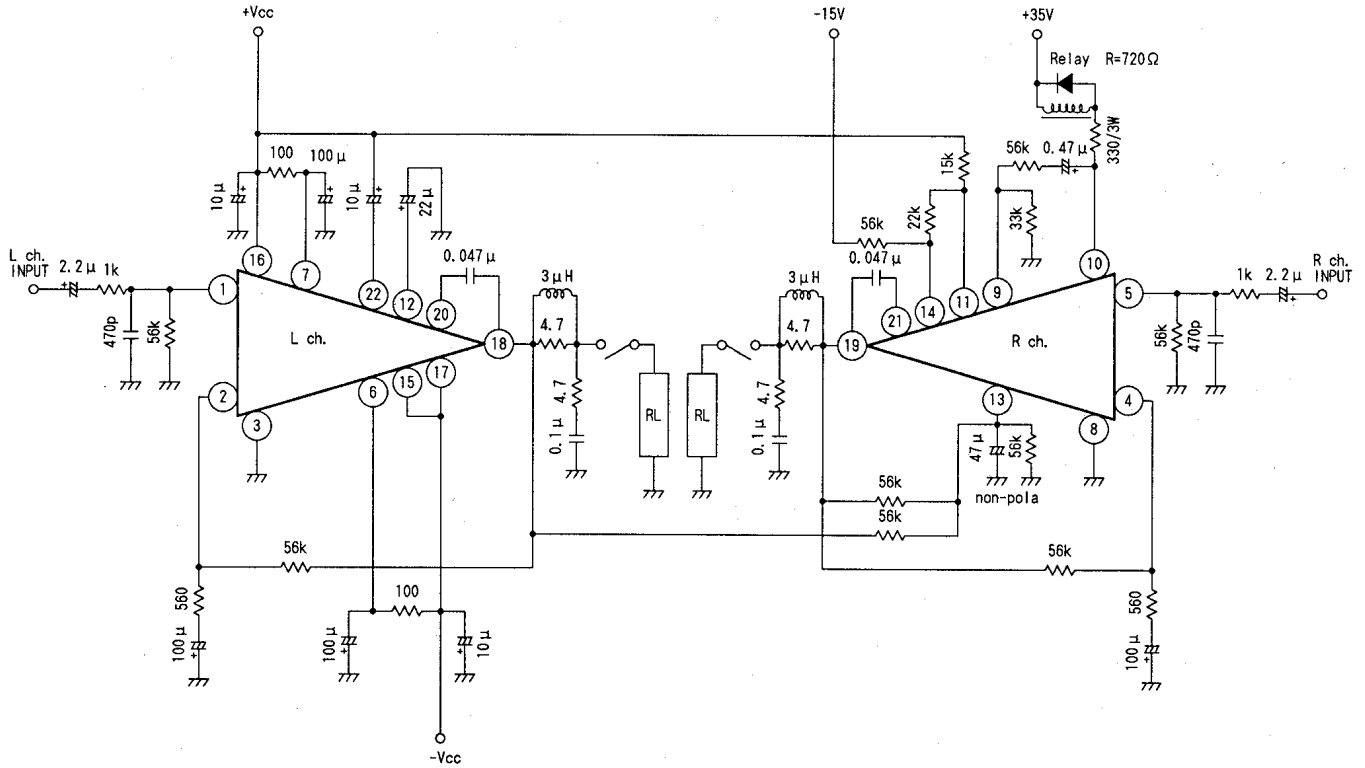 +Vcc
-15V
+35V
Relay R=720Ω
330/3W
56k
0.47μ
15k
100
100μ
10μ
10μ
22μ
22k
33k
56k
0.047μ
0.047μ
L ch.
INPUT
2.2μ
1k
R ch.
INPUT
1k
2.2μ
16
7
22
12
20
18
1
2
3
6
15
17
L ch.
470p
56k
3μH
4.7
4.7
0.1μ
RL
RL
3μH
4.7
4.7
0.1μ
19
21
14
11
9
10
5
4
8
13
R ch.
56k
470p
47μ
56k
non-pola
56k
56k
56k
56k
560
100μ
100
100μ
10μ
560
100μ
-Vcc